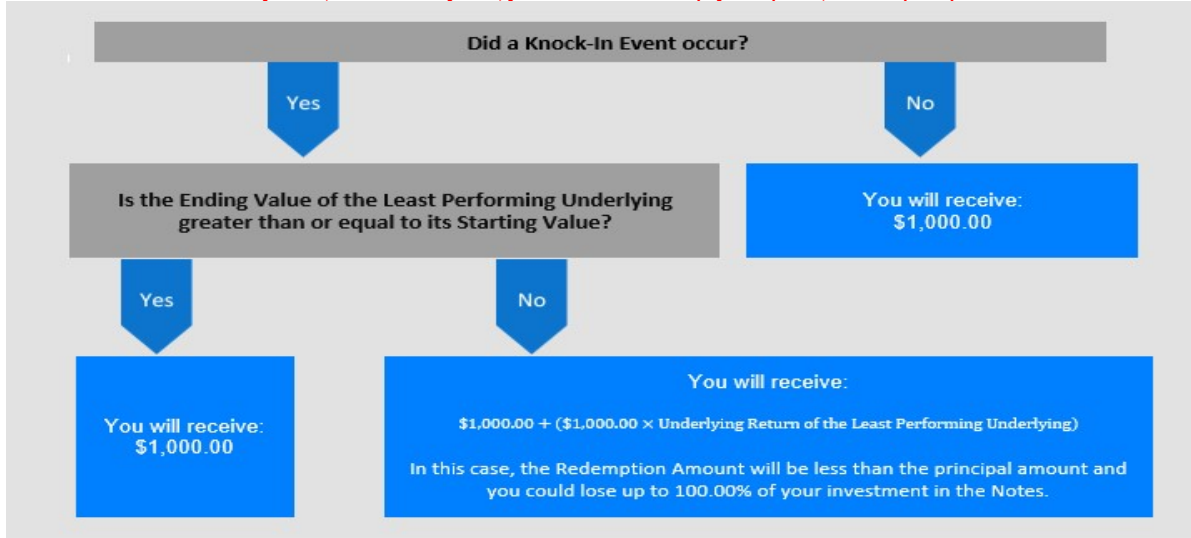 Did a Knock-In Event occur?
Yes
No
Is the Ending Value of the Least Performing Underlying
greater than or equal to its Starting Value?
You will receive:
$1,000.00
Yes
No
You will receive:
$1,000.00
You will receive:
$1,000.00 + ($1,000.00 × Underlying Return of the Least Performing Underlying)
In this case, the Redemption Amount will be less than the principal amount and
you could lose up to 100.00% of your investment in the Notes.